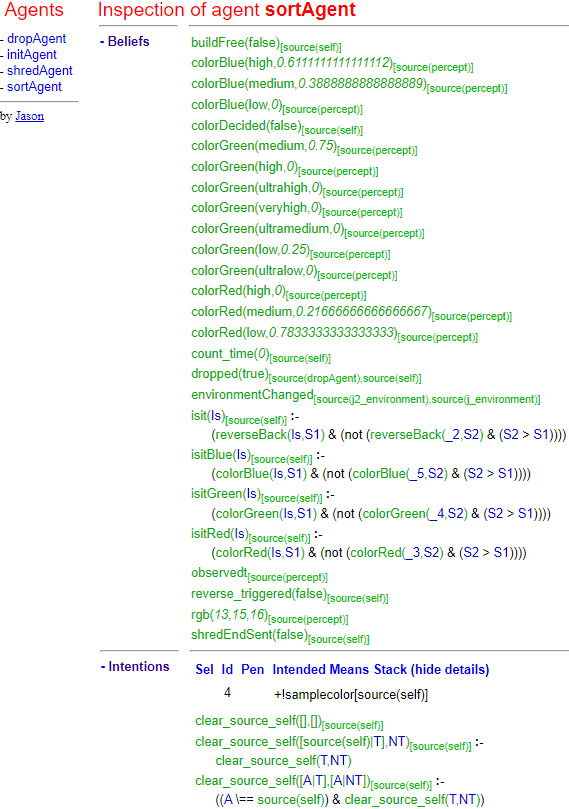 Agents
- dropAgent
- initAgent
- shredAgent
- sortAgent
by Jason
Inspection of agent sortAgent
- Beliefs
buildFree(false)[source(self)]
colorBlue(high,0.6111111111111112)[source(percept)]
colorBlue(medium,0.3888888888888889)[source(percept)]
colorBlue(low,0)[source(percept)]
colorDecided(false)[source(self)]
colorGreen(medium,0.75)[source(percept)]
colorGreen(high,0)[source(percept)]
colorGreen(ultrahigh,0)[source(percept)]
colorGreen(veryhigh,0)[source(percept)]
colorGreen(ultramedium,0)[source(percept)]
colorGreen(low,0.25)[source(percept)]
colorGreen(ultralow,0)[source(percept)]
colorRed(high,0)[source(percept)]
colorRed(medium,0.21666666666666667)[source(percept)]
colorRed(low,0.7833333333333333)[source(percept)]
count_time(0)[source(self)]
dropped(true)[source(dropAgent),source(self)]
environmentChanged[source(j2_environment),source(j_environment)]
isit(Is)[source(self)] :-
(reverseBack(Is,S1) & (not (reverseBack(_2,S2) & (S2 > S1))))
isitBlue(Is)[source(self)] :-
(colorBlue(Is,S1) & (not (colorBlue(_5,S2) & (S2 > S1))))
isitGreen(Is)[source(self)] :-
(colorGreen(Is,S1) & (not (colorGreen(_4,S2) & (S2 > S1))))
isitRed(Is)[source(self)] :-
(colorRed(Is,S1) & (not (colorRed(_3,S2) & (S2 > S1))))
observedt[source(percept)]
reverse_triggered(false)[source(self)]
rgb(13,15,16)[source(percept)]
shredEndSent(false)[source(self)]
- Intentions
Sel Id Pen Intended Means Stack (hide details)
4 +!samplecolor[source(self)]
clear_source_self([],[])[source(self)]
clear_source_self([source(self)|T],NT)[source(self)] :-
clear_source_self(T,NT)
clear_source_self([A|T],[A|NT])[source(self)] :-
((A \== source(self)) & clear_source_self(T,NT))